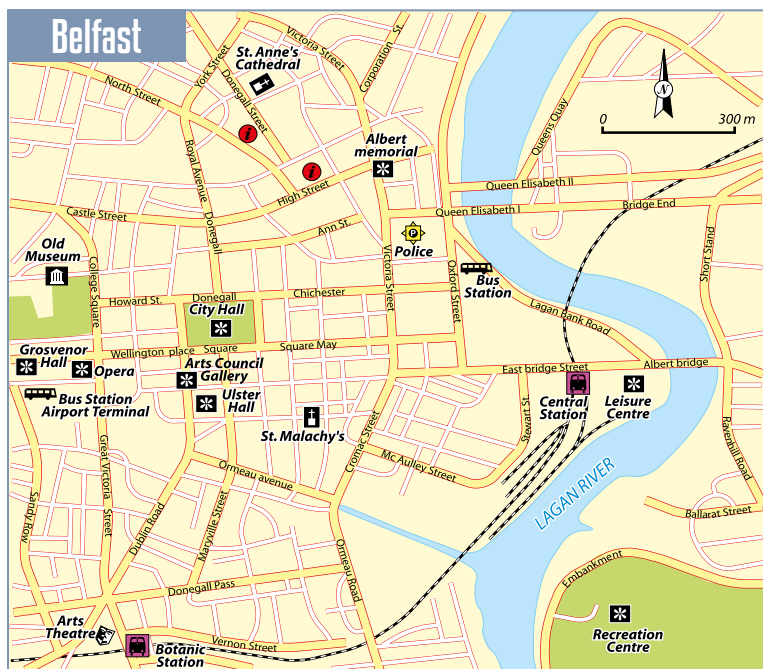 Belfast
St. Anne's
Cathedral
York Street
Victoria Street
Corporation St.
North Street
Donegall Street
Queens Quay
N
0
300 m
i
i
Albert
memorial
Royal Avenue
High Street
Queen Elisabeth II
Castle Street
Donegall
Queen Elisabeth I
Bridge End
Ann St.
P
Police
Old
Museum
College Square
Victoria Street
Oxford Street
Bus
Station
Short Stand
Howard St.
Donegall
Chichester
City Hall
Lagan Bank Road
Wellington place
Square
Square May
Grosvenor
Hall
Opera
Arts Council
Gallery
East bridge Street
Albert bridge
Bus Station
Airport Terminal
Ulster
Hall
St. Malachy's
Central
Station
Leisure
Centre
Stewart St.
Cromac Street
Mc Aulley Street
Ravenhill Road
Great Victoria Street
Ormeau avenue
Sandy Row
Dublin Road
Maryville Street
LAGAN RIVER
Ballarat Street
Ormeau Road
Donegall Pass
Embankment
Arts
Theatre
Vernon Street
Botanic
Station
Recreation
Centre